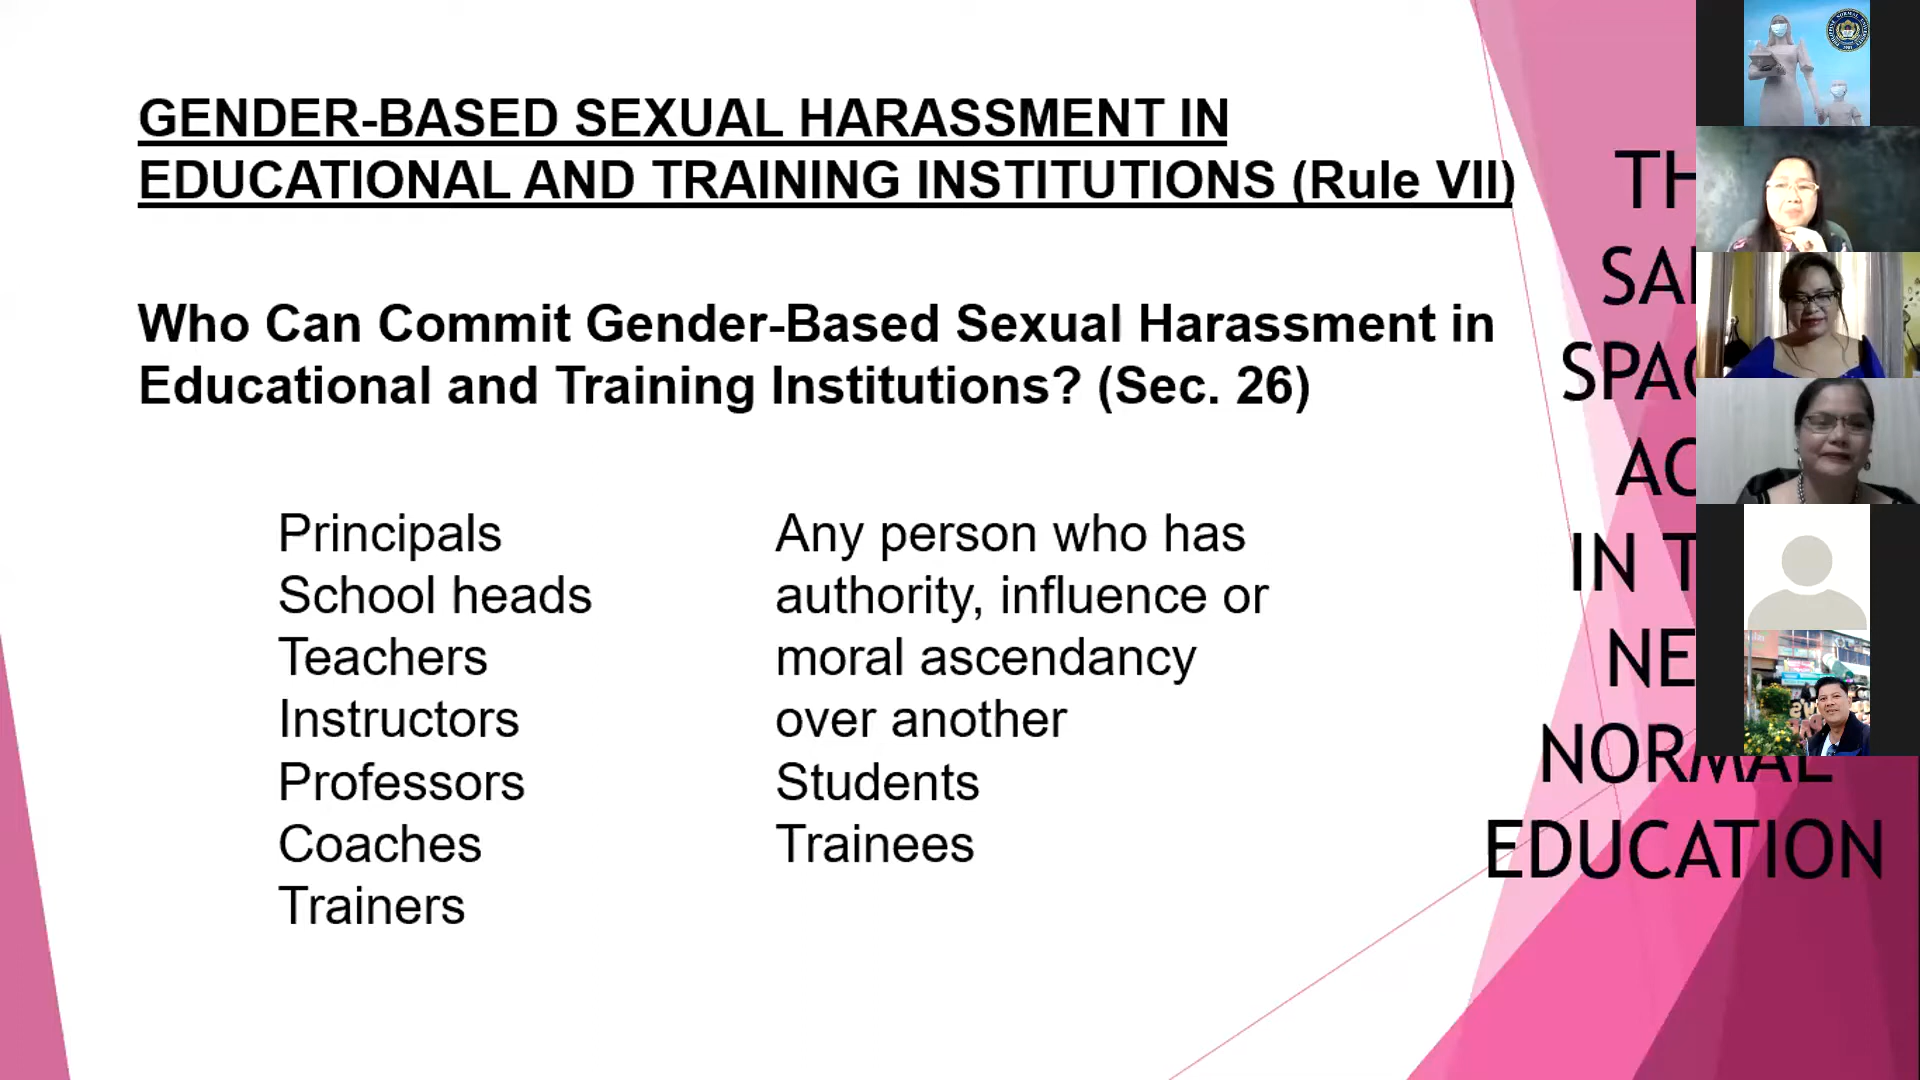 GENDER-BASED SEXUAL HARASSMENT IN
EDUCATIONAL AND TRAINING INSTITUTIONS (Rule VII)
Who Can Commit Gender-Based Sexual Harassment in
Educational and Training Institutions? (Sec. 26)
Principals
School heads
Teachers
Instructors
Professors
Coaches
Trainers
Any person who has
authority, influence or
moral ascendancy
over another
Students
Trainees
IN
NORMAL
EDUCATION